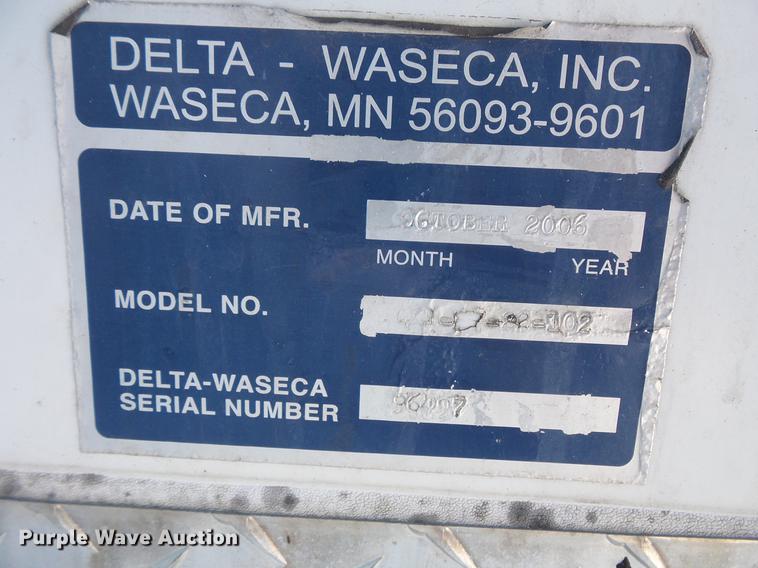 DELTA - WASECA, INC.
WASECA, MN 56093-9601
DATE OF MFR. OCTOBER 2006
MONTH YEAR
MODEL NO.
DELTA-WASECA
SERIAL NUMBER
Purple Wave Auction